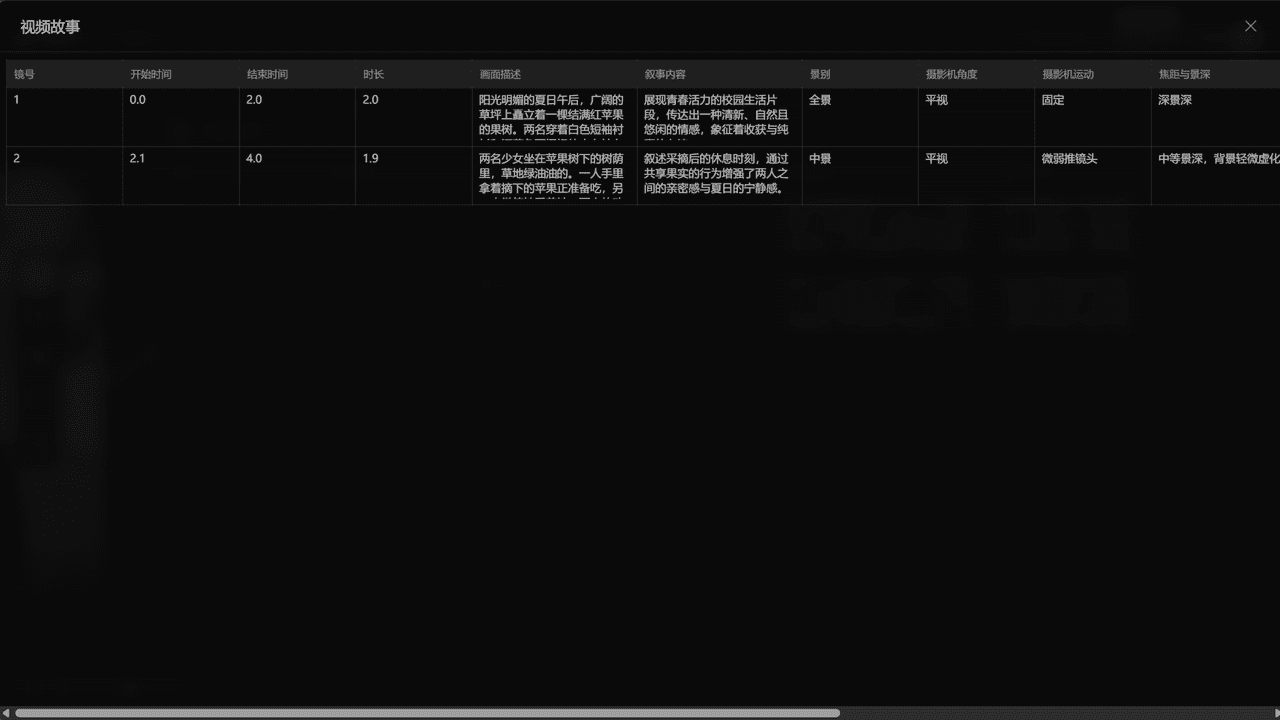 视频故事
镜号 开始时间 结束时间 时长 画面描述 叙事内容 景别 摄影机角度 摄影机运动 焦距与景深
1 0.0 2.0 2.0 阳光明媚的夏日午后，广阔的 展现青春活力的校园生活片 全景 平视 固定 深景深
草坪上矗立着一棵结满红苹果 段，传达出一种清新、自然且
的果树。两名穿着白色短袖衬 悠闲的情感，象征着收获与纯
2 2.1 4.0 1.9 两名少女坐在苹果树下的树荫 叙述采摘后的休息时刻，通过 中景 平视 微弱推镜头 中等景深，背景轻微虚化
里，草地绿油油的。一人手里 共享果实的行为增强了两人之
拿着摘下的苹果正准备吃，另 间的亲密感与夏日的宁静感。